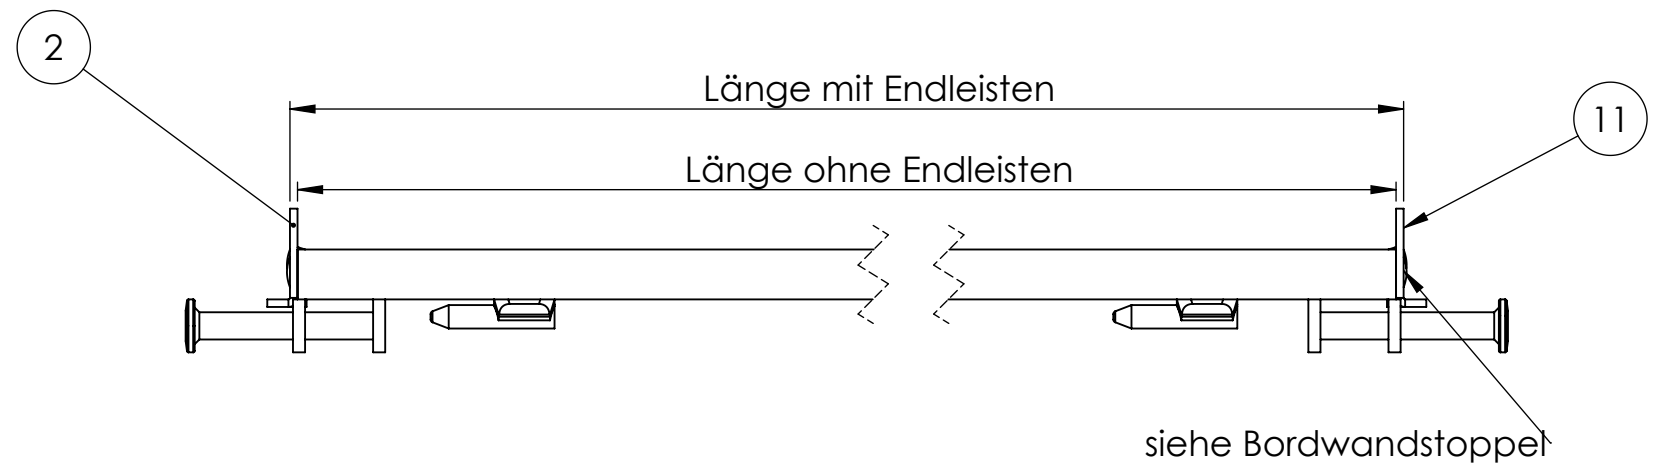 2
Länge mit Endleisten
11
Länge ohne Endleisten
siehe Bordwandstoppel